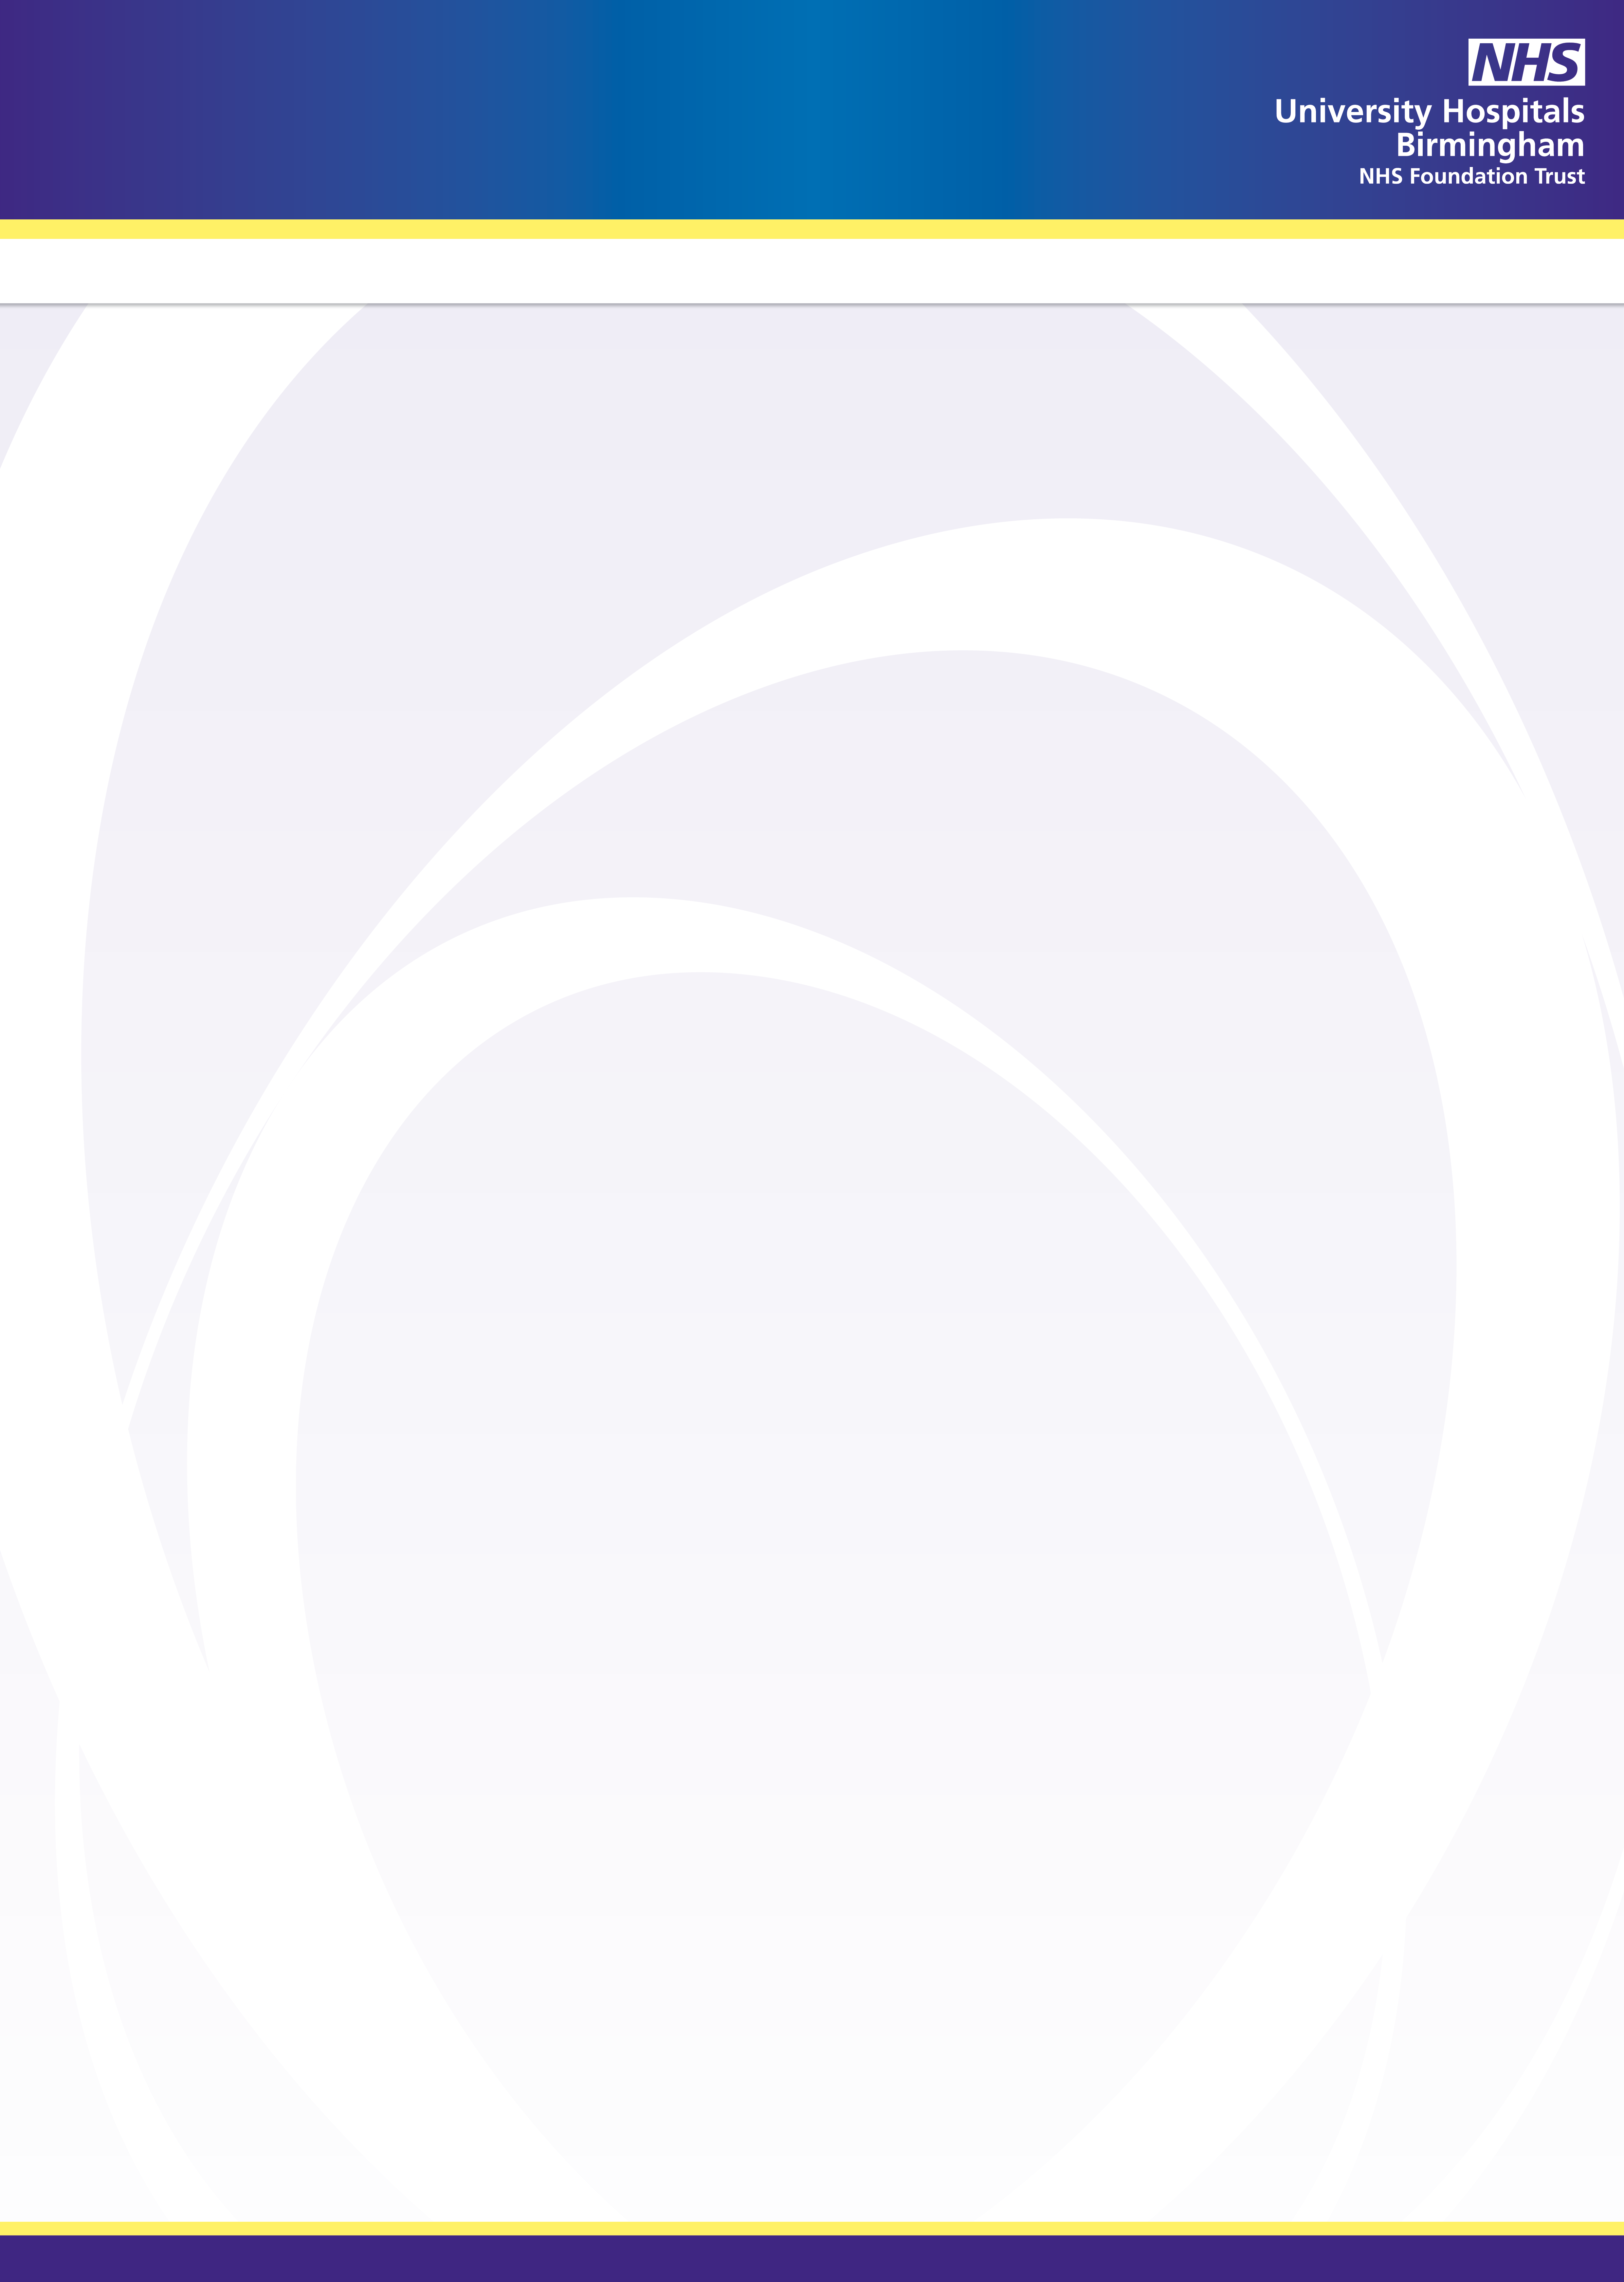 NHS
University Hospitals
Birmingham
NHS Foundation Trust